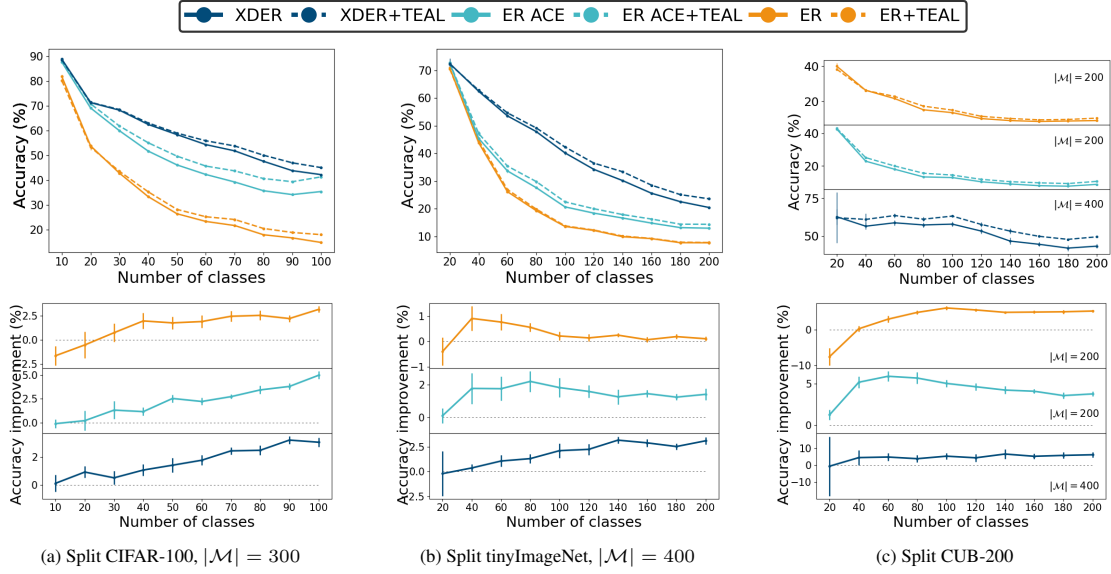 XDER XDER+TEAL ER ACE ER ACE+TEAL ER ER+TEAL
Accuracy (%)
90
80
70
60
50
40
30
20
10 20 30 40 50 60 70 80 90 100
Number of classes
Accuracy (%)
70
60
50
40
30
20
10
20 40 60 80 100 120 140 160 180 200
Number of classes
Accuracy (%)
40
20
|M| = 200
40
20
|M| = 200
75
50
|M| = 400
20 40 60 80 100 120 140 160 180 200
Number of classes
Accuracy improvement (%)
2.5
0.0
2.5
5.0
0.0
2
0
10 20 30 40 50 60 70 80 90 100
Number of classes
Accuracy improvement (%)
1
0
−1
2
0
2.5
0.0
2.5
20 40 60 80 100 120 140 160 180 200
Number of classes
Accuracy improvement (%)
0
−10
|M| = 200
5
0
|M| = 200
10
0
−10
|M| = 400
20 40 60 80 100 120 140 160 180 200
Number of classes
(a) Split CIFAR-100, |M| = 300
(b) Split tinyImageNet, |M| = 400
(c) Split CUB-200